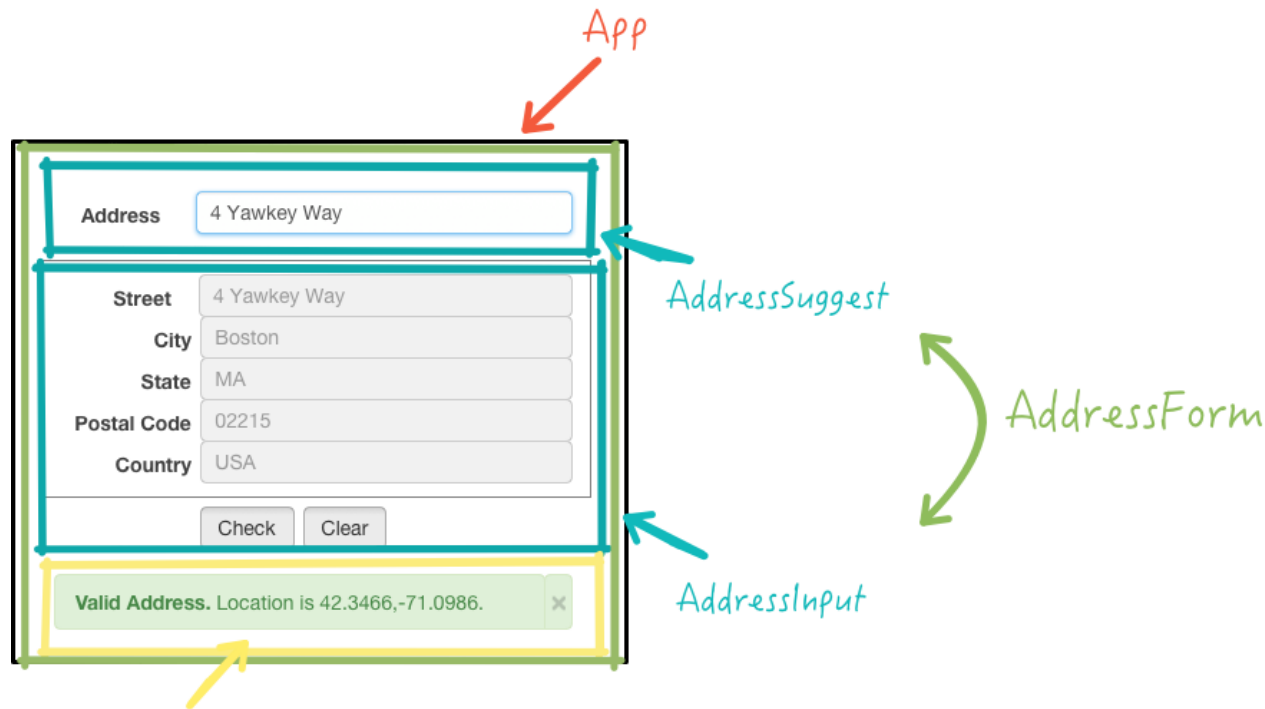 App
Address 4 Yawkey Way
AddressSuggest
Street 4 Yawkey Way
City Boston
State MA
Postal Code 02215
Country USA
AddressForm
Check Clear
AddressInput
Valid Address. Location is 42.3466,-71.0986. ×